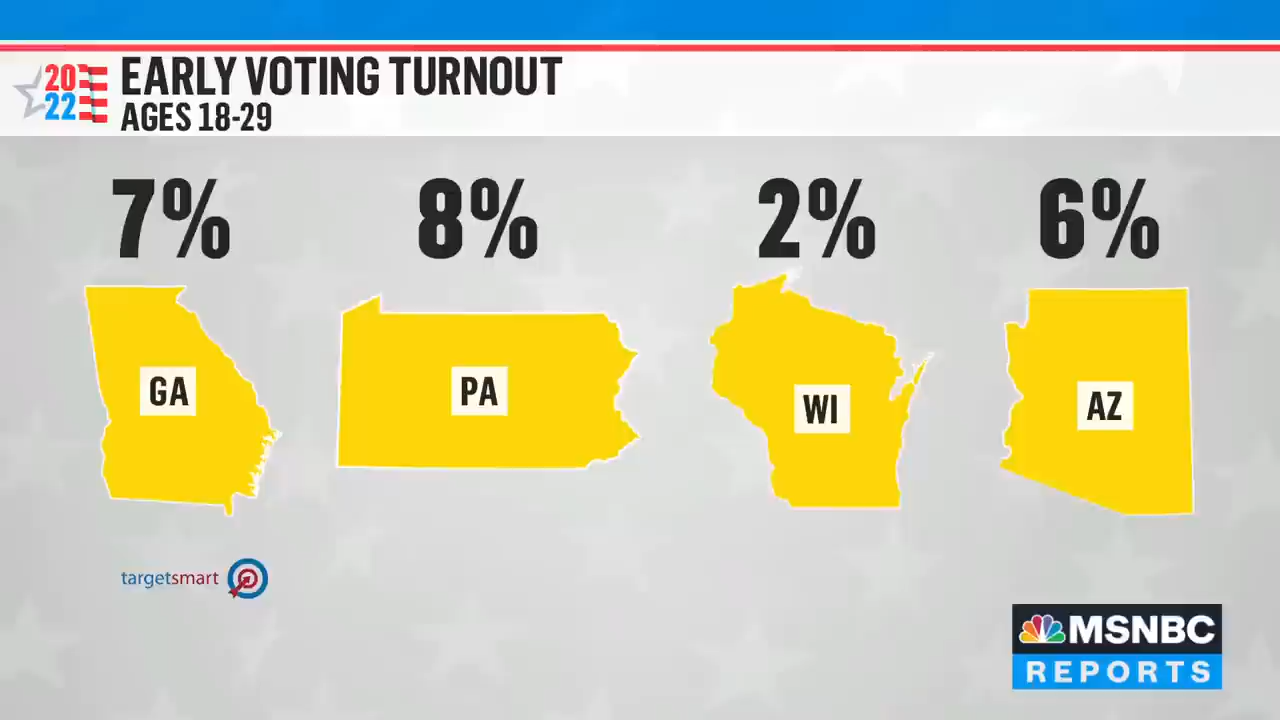 2022
EARLY VOTING TURNOUT
AGES 18-29
7%
8%
2%
6%
GA
PA
WI
AZ
targetsmart
MSNBC
REPORTS